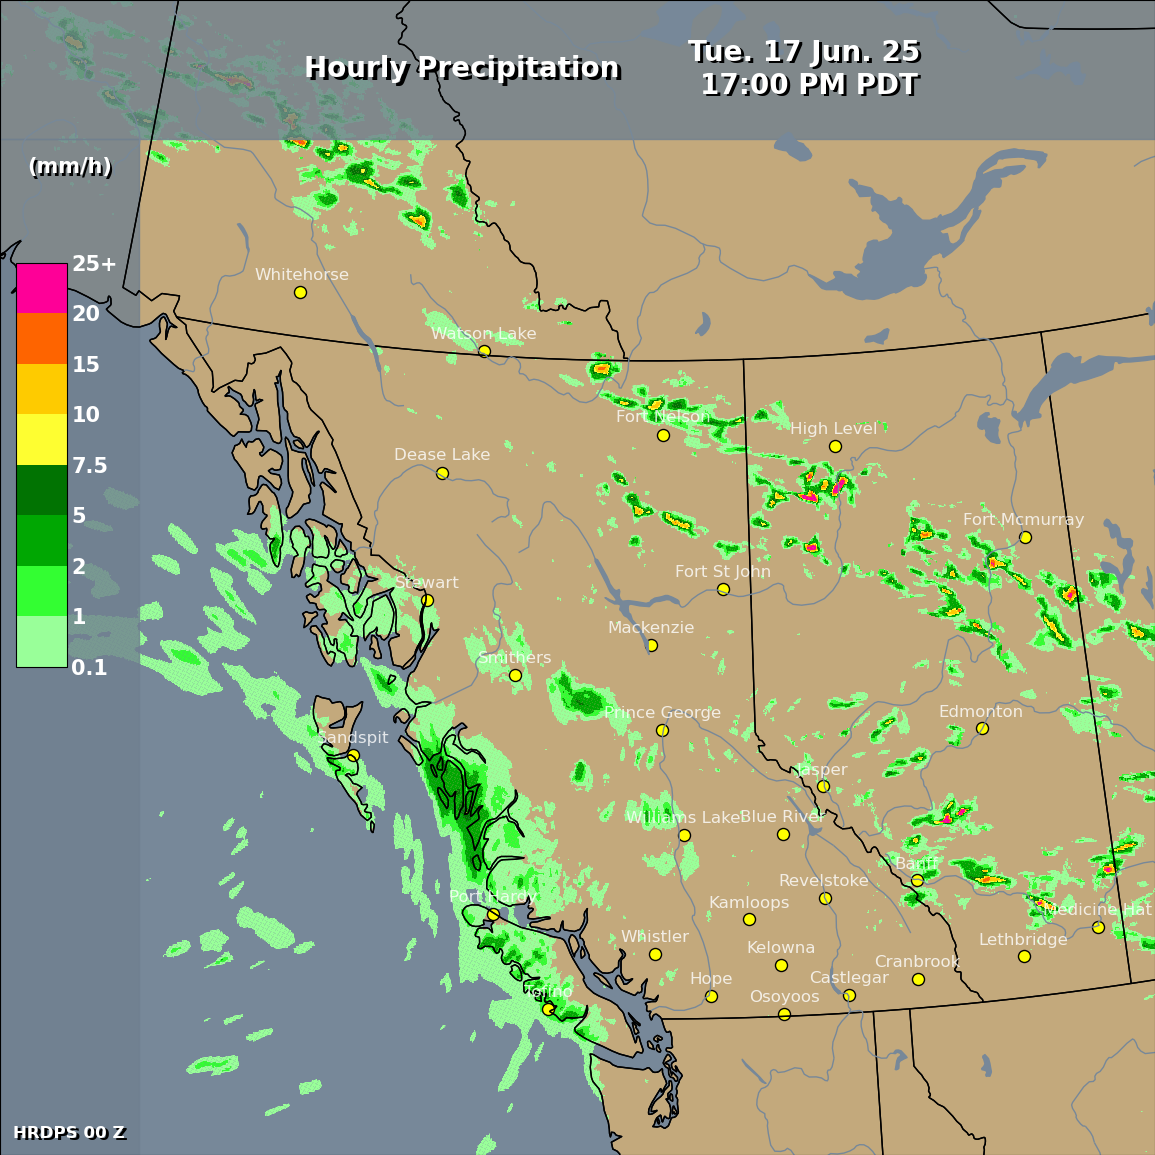 Hourly Precipitation
Tue. 17 Jun. 25
17:00 PM PDT
(mm/h)
25+
20
15
10
7.5
5
2
1
0.1
Whitehorse
Watson Lake
Fort Nelson
High Level
Dease Lake
Fort Mcmurray
Fort St John
Stewart
Mackenzie
Smithers
Prince George
Edmonton
Sandspit
Jasper
Williams Lake
Blue River
Banff
Revelstoke
Port Hardy
Kamloops
Medicine Hat
Whistler
Kelowna
Lethbridge
Cranbrook
Hope
Castlegar
Tofino
Osoyoos
HRDPS 00 Z